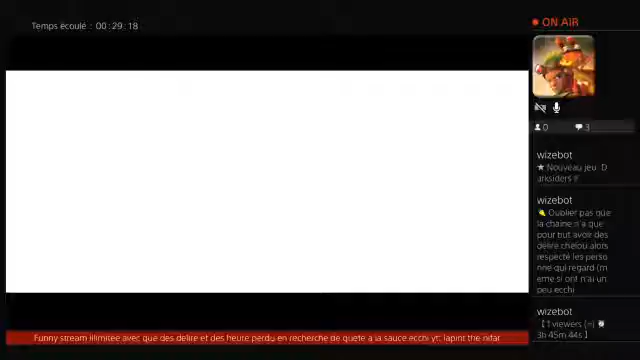 Temps écoulé : 00:29:18
ON AIR
0
3
wizebot
★ Nouveau jeu D
arksiders II
wizebot
Oublier pas que
la chaine n'a que
pour but avoir des
délire chelou alors
respecté les perso
nne qui regard (m
eme si ont n'ai un
peu ecchi
wizebot
[ 1 viewers (=)
3h 45m 44s ]
Funny stream illimitée avec que des delire et des heure perdu en recherche de quete a la sauce ecchi yt: lapint the nifar